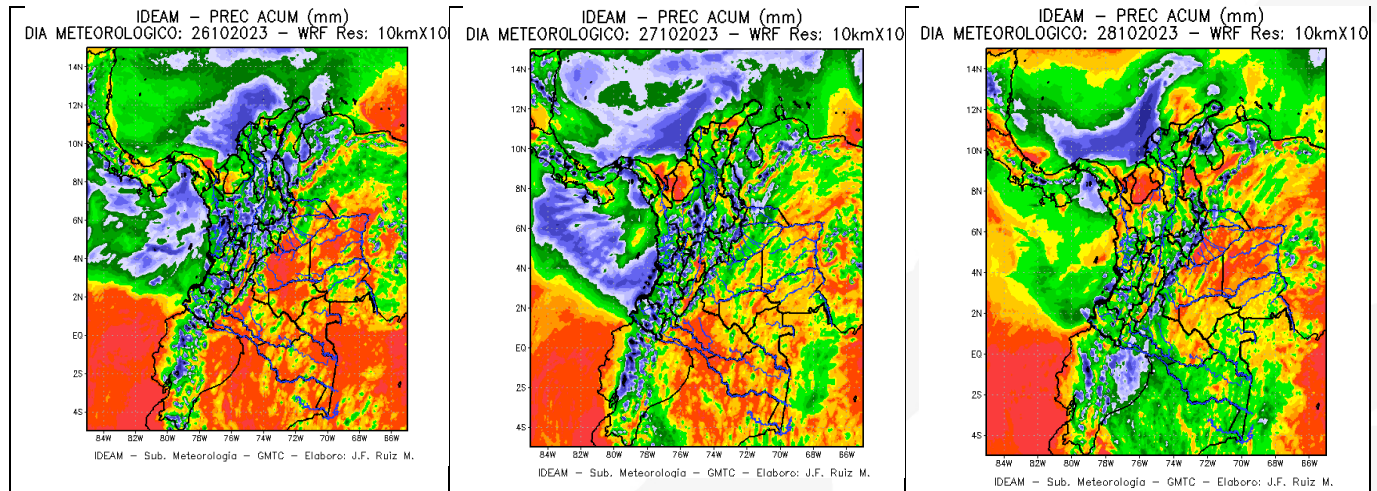 IDEAM - PREC ACUM (mm)
DIA METEOROLOGICO: 26102023 - WRF Res: 10kmX10
14N
12N
10N
8N
6N
4N
2N
EQ
2S
4S
84W 82W 80W 78W 76W 74W 72W 70W 68W 66W
IDEAM - Sub. Meteorologia - GMTC - Elaboro: J.F. Ruiz M.
IDEAM - PREC ACUM (mm)
DIA METEOROLOGICO: 27102023 - WRF Res: 10kmX10
14N
12N
10N
8N
6N
4N
2N
EQ
2S
4S
84W 82W 80W 78W 76W 74W 72W 70W 68W 66W
IDEAM - Sub. Meteorologia - GMTC - Elaboro: J.F. Ruiz M.
IDEAM - PREC ACUM (mm)
DIA METEOROLOGICO: 28102023 - WRF Res: 10kmX10
14N
12N
10N
8N
6N
4N
2N
EQ
2S
4S
84W 82W 80W 78W 76W 74W 72W 70W 68W 66W
IDEAM - Sub. Meteorologia - GMTC - Elaboro: J.F. Ruiz M.